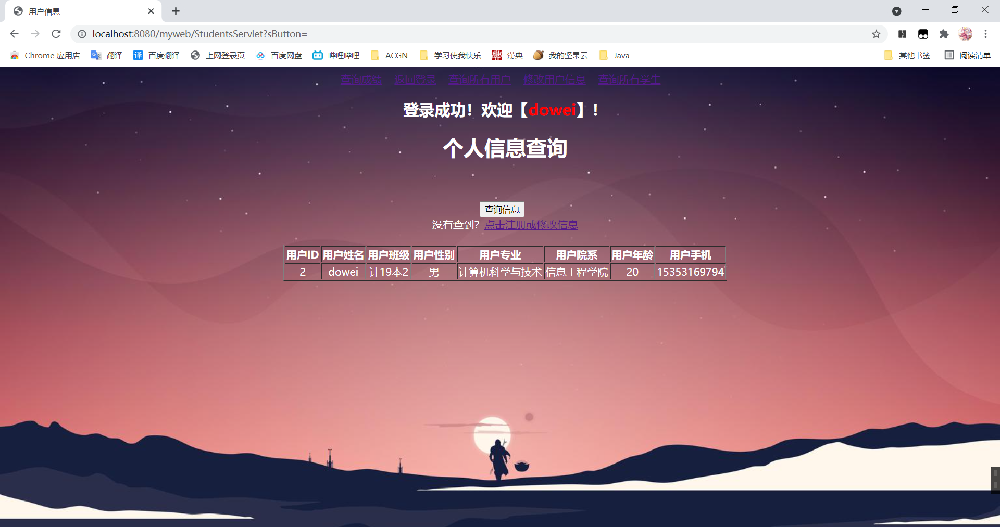 用户信息
localhost:8080/myweb/StudentsServlet?sButton=
Chrome 应用店 翻译 百度翻译 上网登录页 百度网盘 哔哩哔哩 ACGN 学习使我快乐 漢典 我的坚果云 Java 其他书签 阅读清单
查询成绩 返回登录 查询所有用户 修改用户信息 查询所有学生
登录成功！欢迎【dowei】！
个人信息查询
查询信息
没有查到？点击注册或修改信息
用户ID 用户姓名 用户班级 用户性别 用户专业 用户院系 用户年龄 用户手机
2 dowei 计19本2 男 计算机科学与技术 信息工程学院 20 15353169794